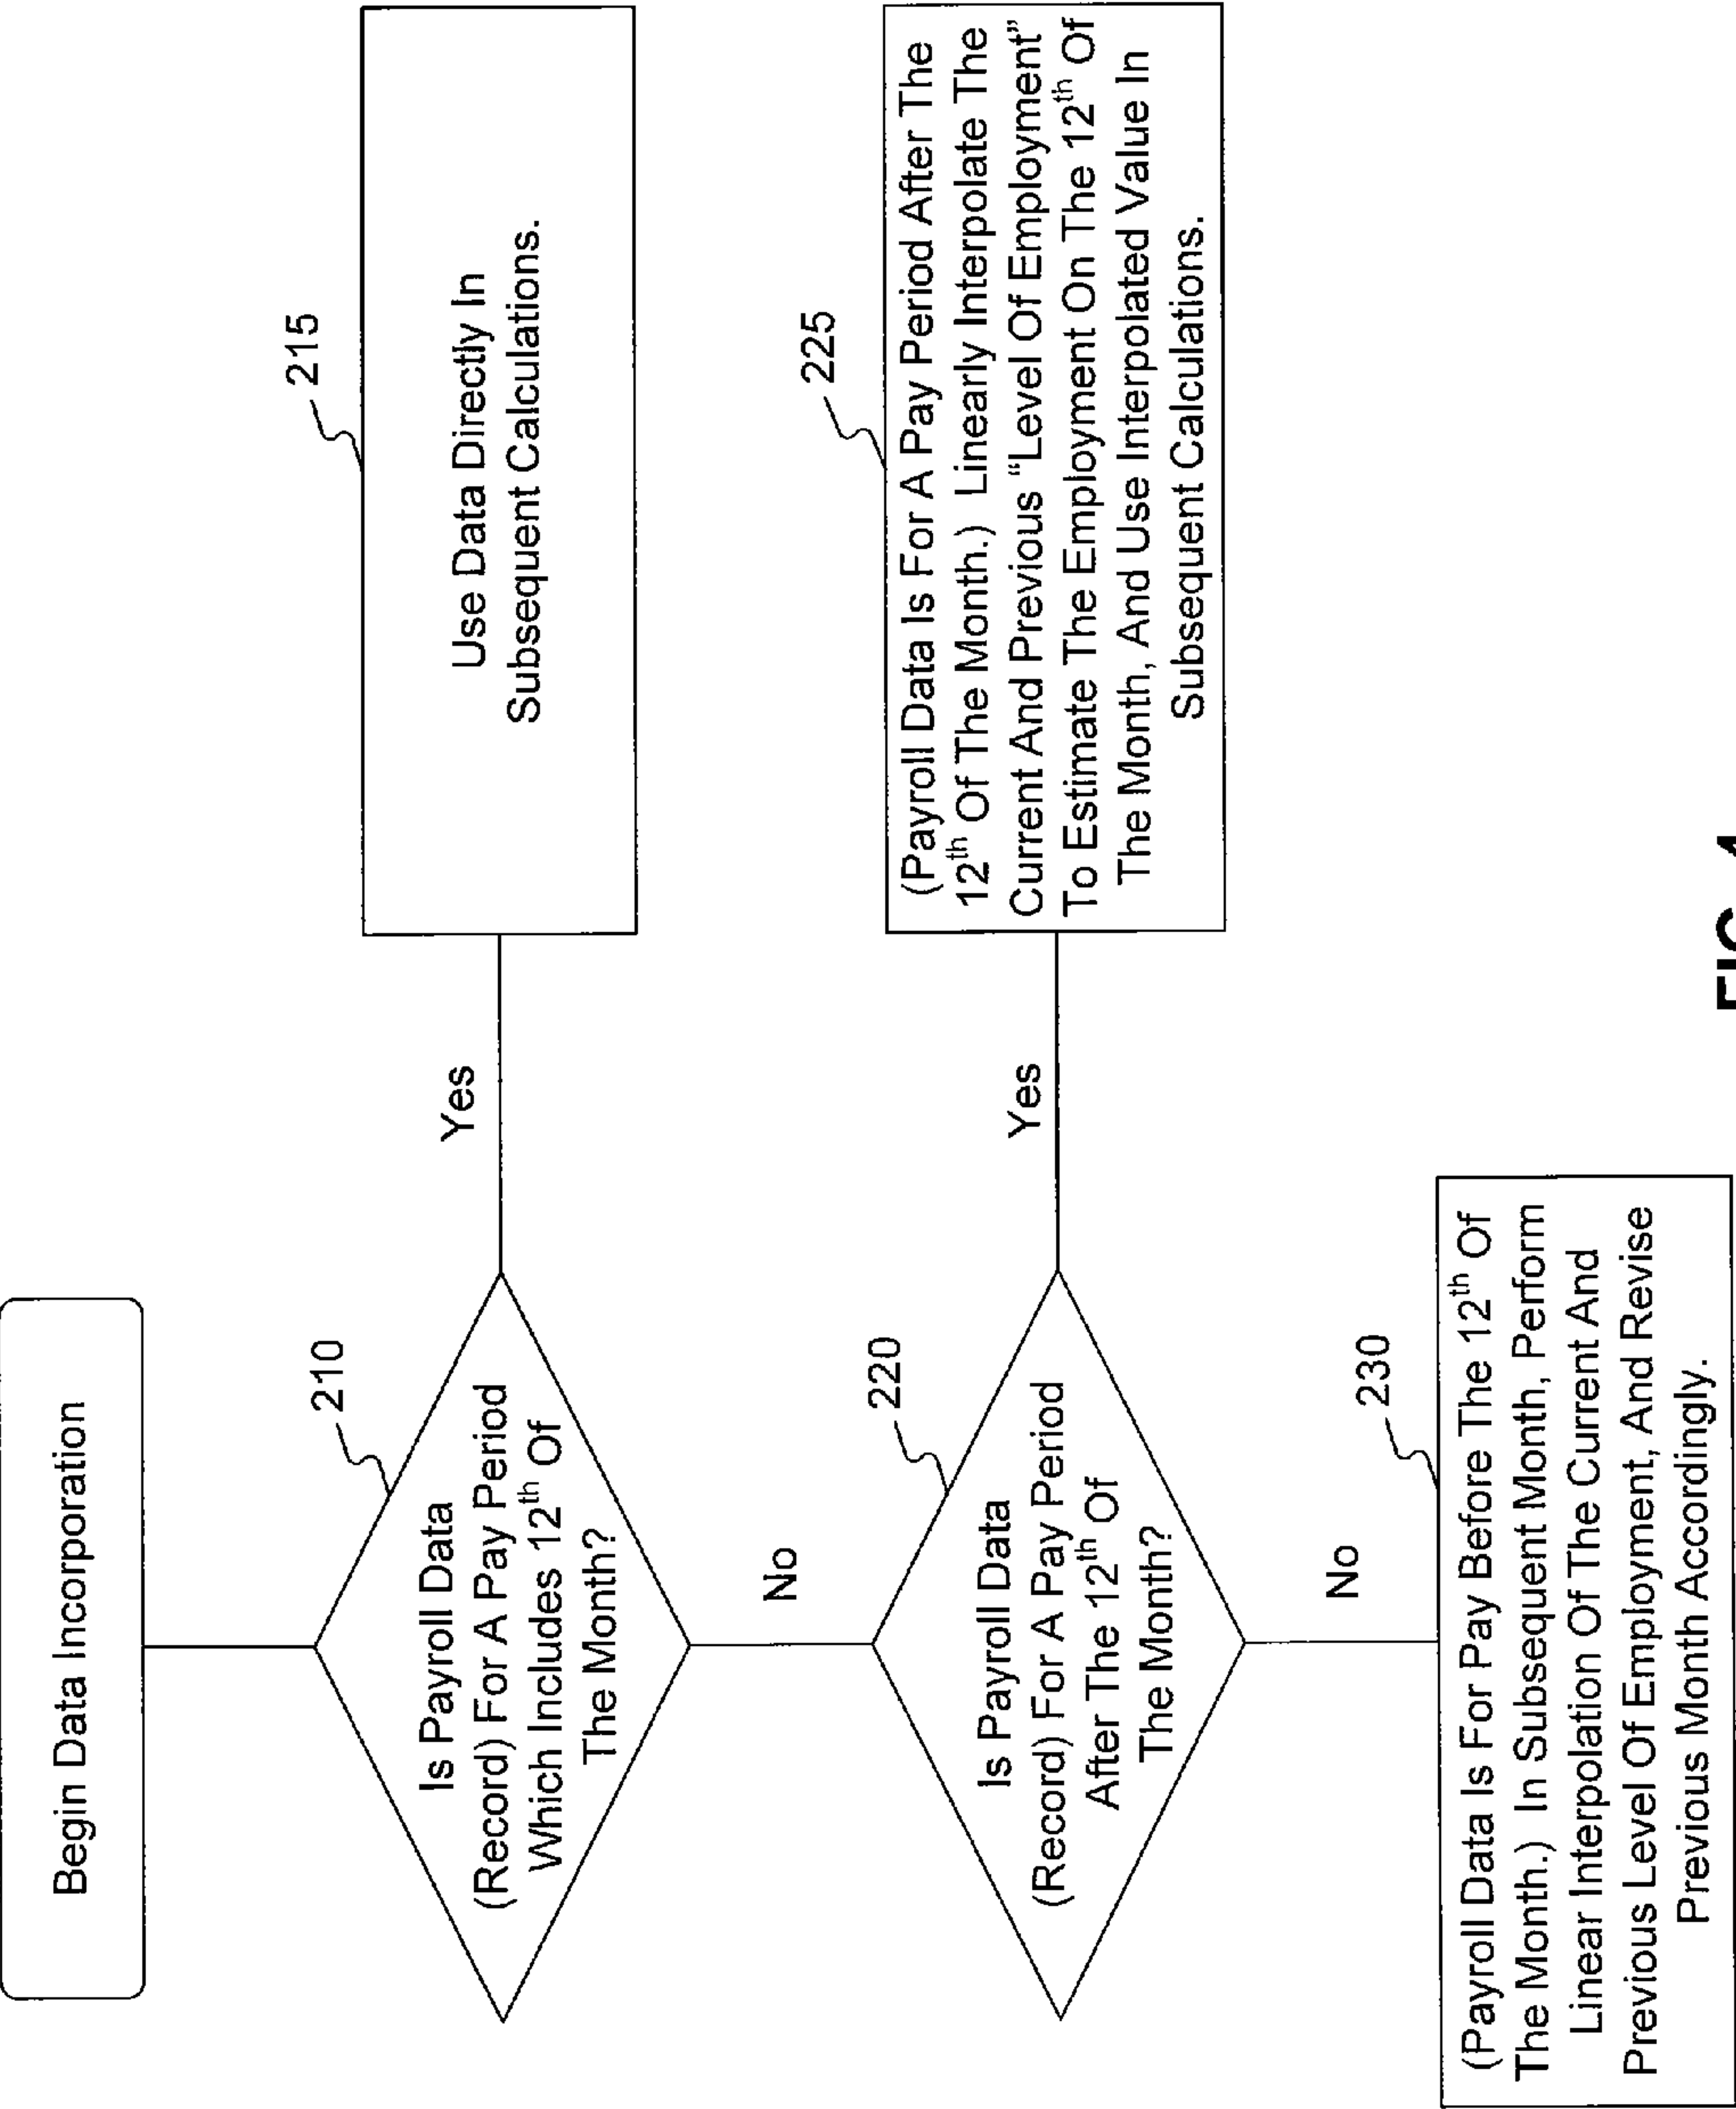 Begin Data Incorporation
210
Is Payroll Data
(Record) For A Pay Period
Which Includes 12th Of
The Month?
Yes
215
Use Data Directly In
Subsequent Calculations.
No
220
Is Payroll Data
(Record) For A Pay Period
After The 12th Of
The Month?
Yes
225
(Payroll Data Is For A Pay Period After The
12th Of The Month.) Linearly Interpolate The
Current And Previous “Level Of Employment”
To Estimate The Employment On The 12th Of
The Month, And Use Interpolated Value In
Subsequent Calculations.
No
230
(Payroll Data Is For Pay Before The 12th Of
The Month.) In Subsequent Month, Perform
Linear Interpolation Of The Current And
Previous Level Of Employment, And Revise
Previous Month Accordingly.